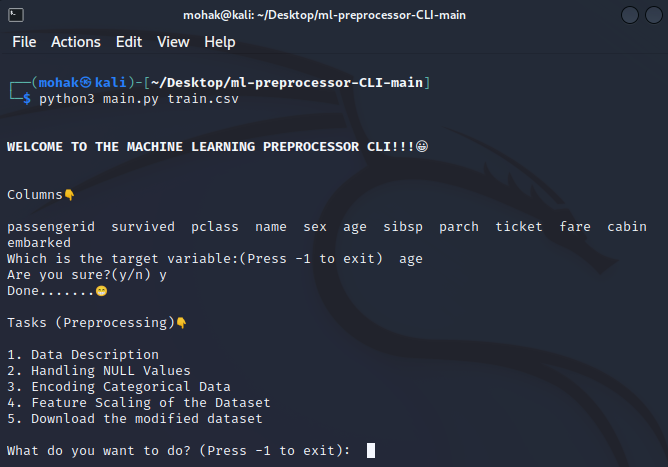 mohak@kali: ~/Desktop/ml-preprocessor-CLI-main
File Actions Edit View Help
┌──(mohak㉿kali)-[~/Desktop/ml-preprocessor-CLI-main]
└─$ python3 main.py train.csv
WELCOME TO THE MACHINE LEARNING PREPROCESSOR CLI!!!😀
Columns👇
passengerid survived pclass name sex age sibsp parch ticket fare cabin
embarked
Which is the target variable:(Press -1 to exit) age
Are you sure?(y/n) y
Done.......😁
Tasks (Preprocessing)👇
1. Data Description
2. Handling NULL Values
3. Encoding Categorical Data
4. Feature Scaling of the Dataset
5. Download the modified dataset
What do you want to do? (Press -1 to exit):